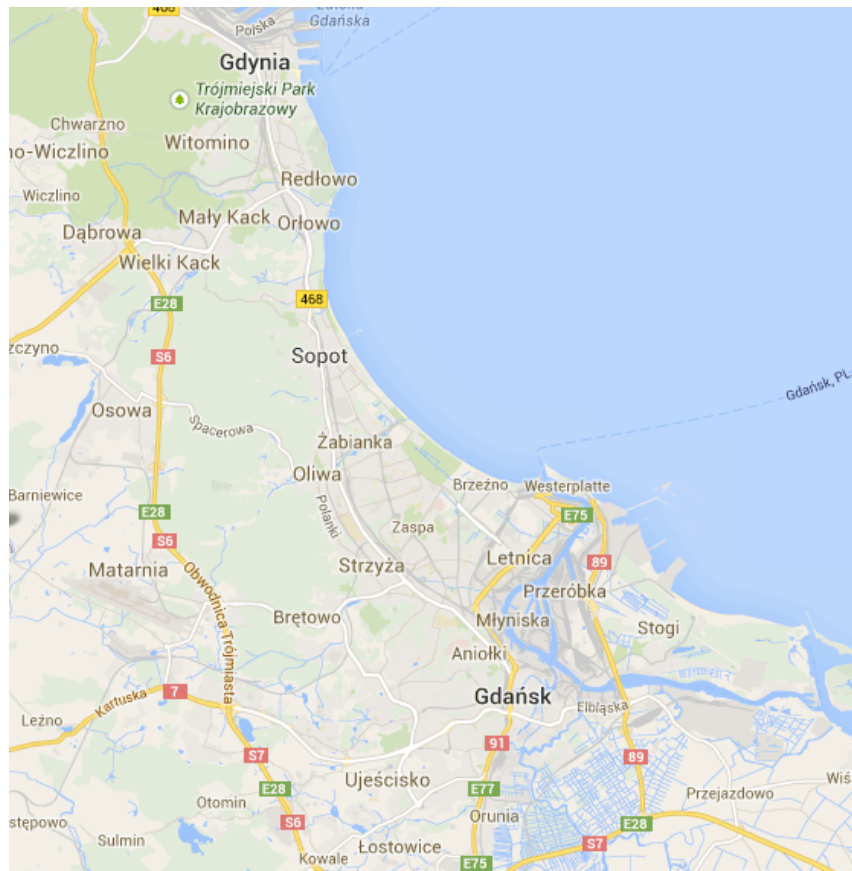 468
Polska
Zatoka
Gdańska
Gdynia
Trójmiejski Park
Krajobrazowy
Chwarzno
Witomino
no-Wiczlino
Redłowo
Wiczlino
Mały Kack
Orłowo
Dąbrowa
Wielki Kack
E28
468
szczyno
S6
Sopot
Gdańsk, PL
Osowa
Spacerowa
Żabianka
Oliwa
Barniewice
Brzeźno
Westerplatte
Polanki
E28
Zaspa
E75
S6
Letnica
89
Matarnia
Strzyża
Obwodnica Trójmiasta
Przeróbka
Brętowo
Młyniska
Stogi
Aniołki
7
Kartuska
Gdańsk
Elbląska
Leźno
91
S7
89
Ujeścisko
E28
E77
Wiś
Otomin
Przejazdowo
stępowo
S6
Orunia
E28
Sulmin
Łostowice
S7
Kowale
E75